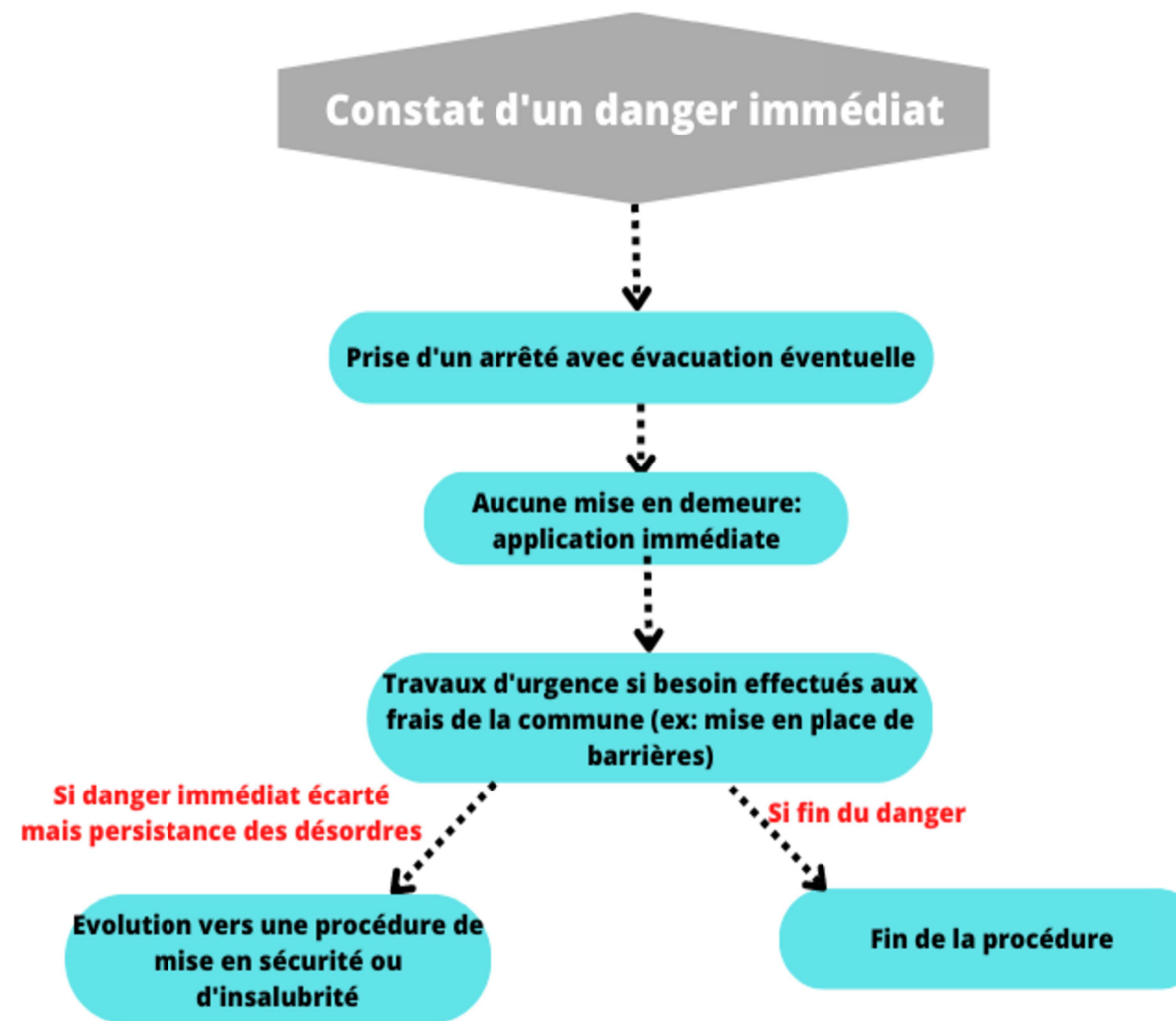 Constat d'un danger immédiat
Prise d'un arrêté avec évacuation éventuelle
Aucune mise en demeure:
application immédiate
Travaux d'urgence si besoin effectués aux
frais de la commune (ex: mise en place de
barrières)
Si danger immédiat écarté
mais persistance des désordres
Si fin du danger
Evolution vers une procédure de
mise en sécurité ou
d'insalubrité
Fin de la procédure